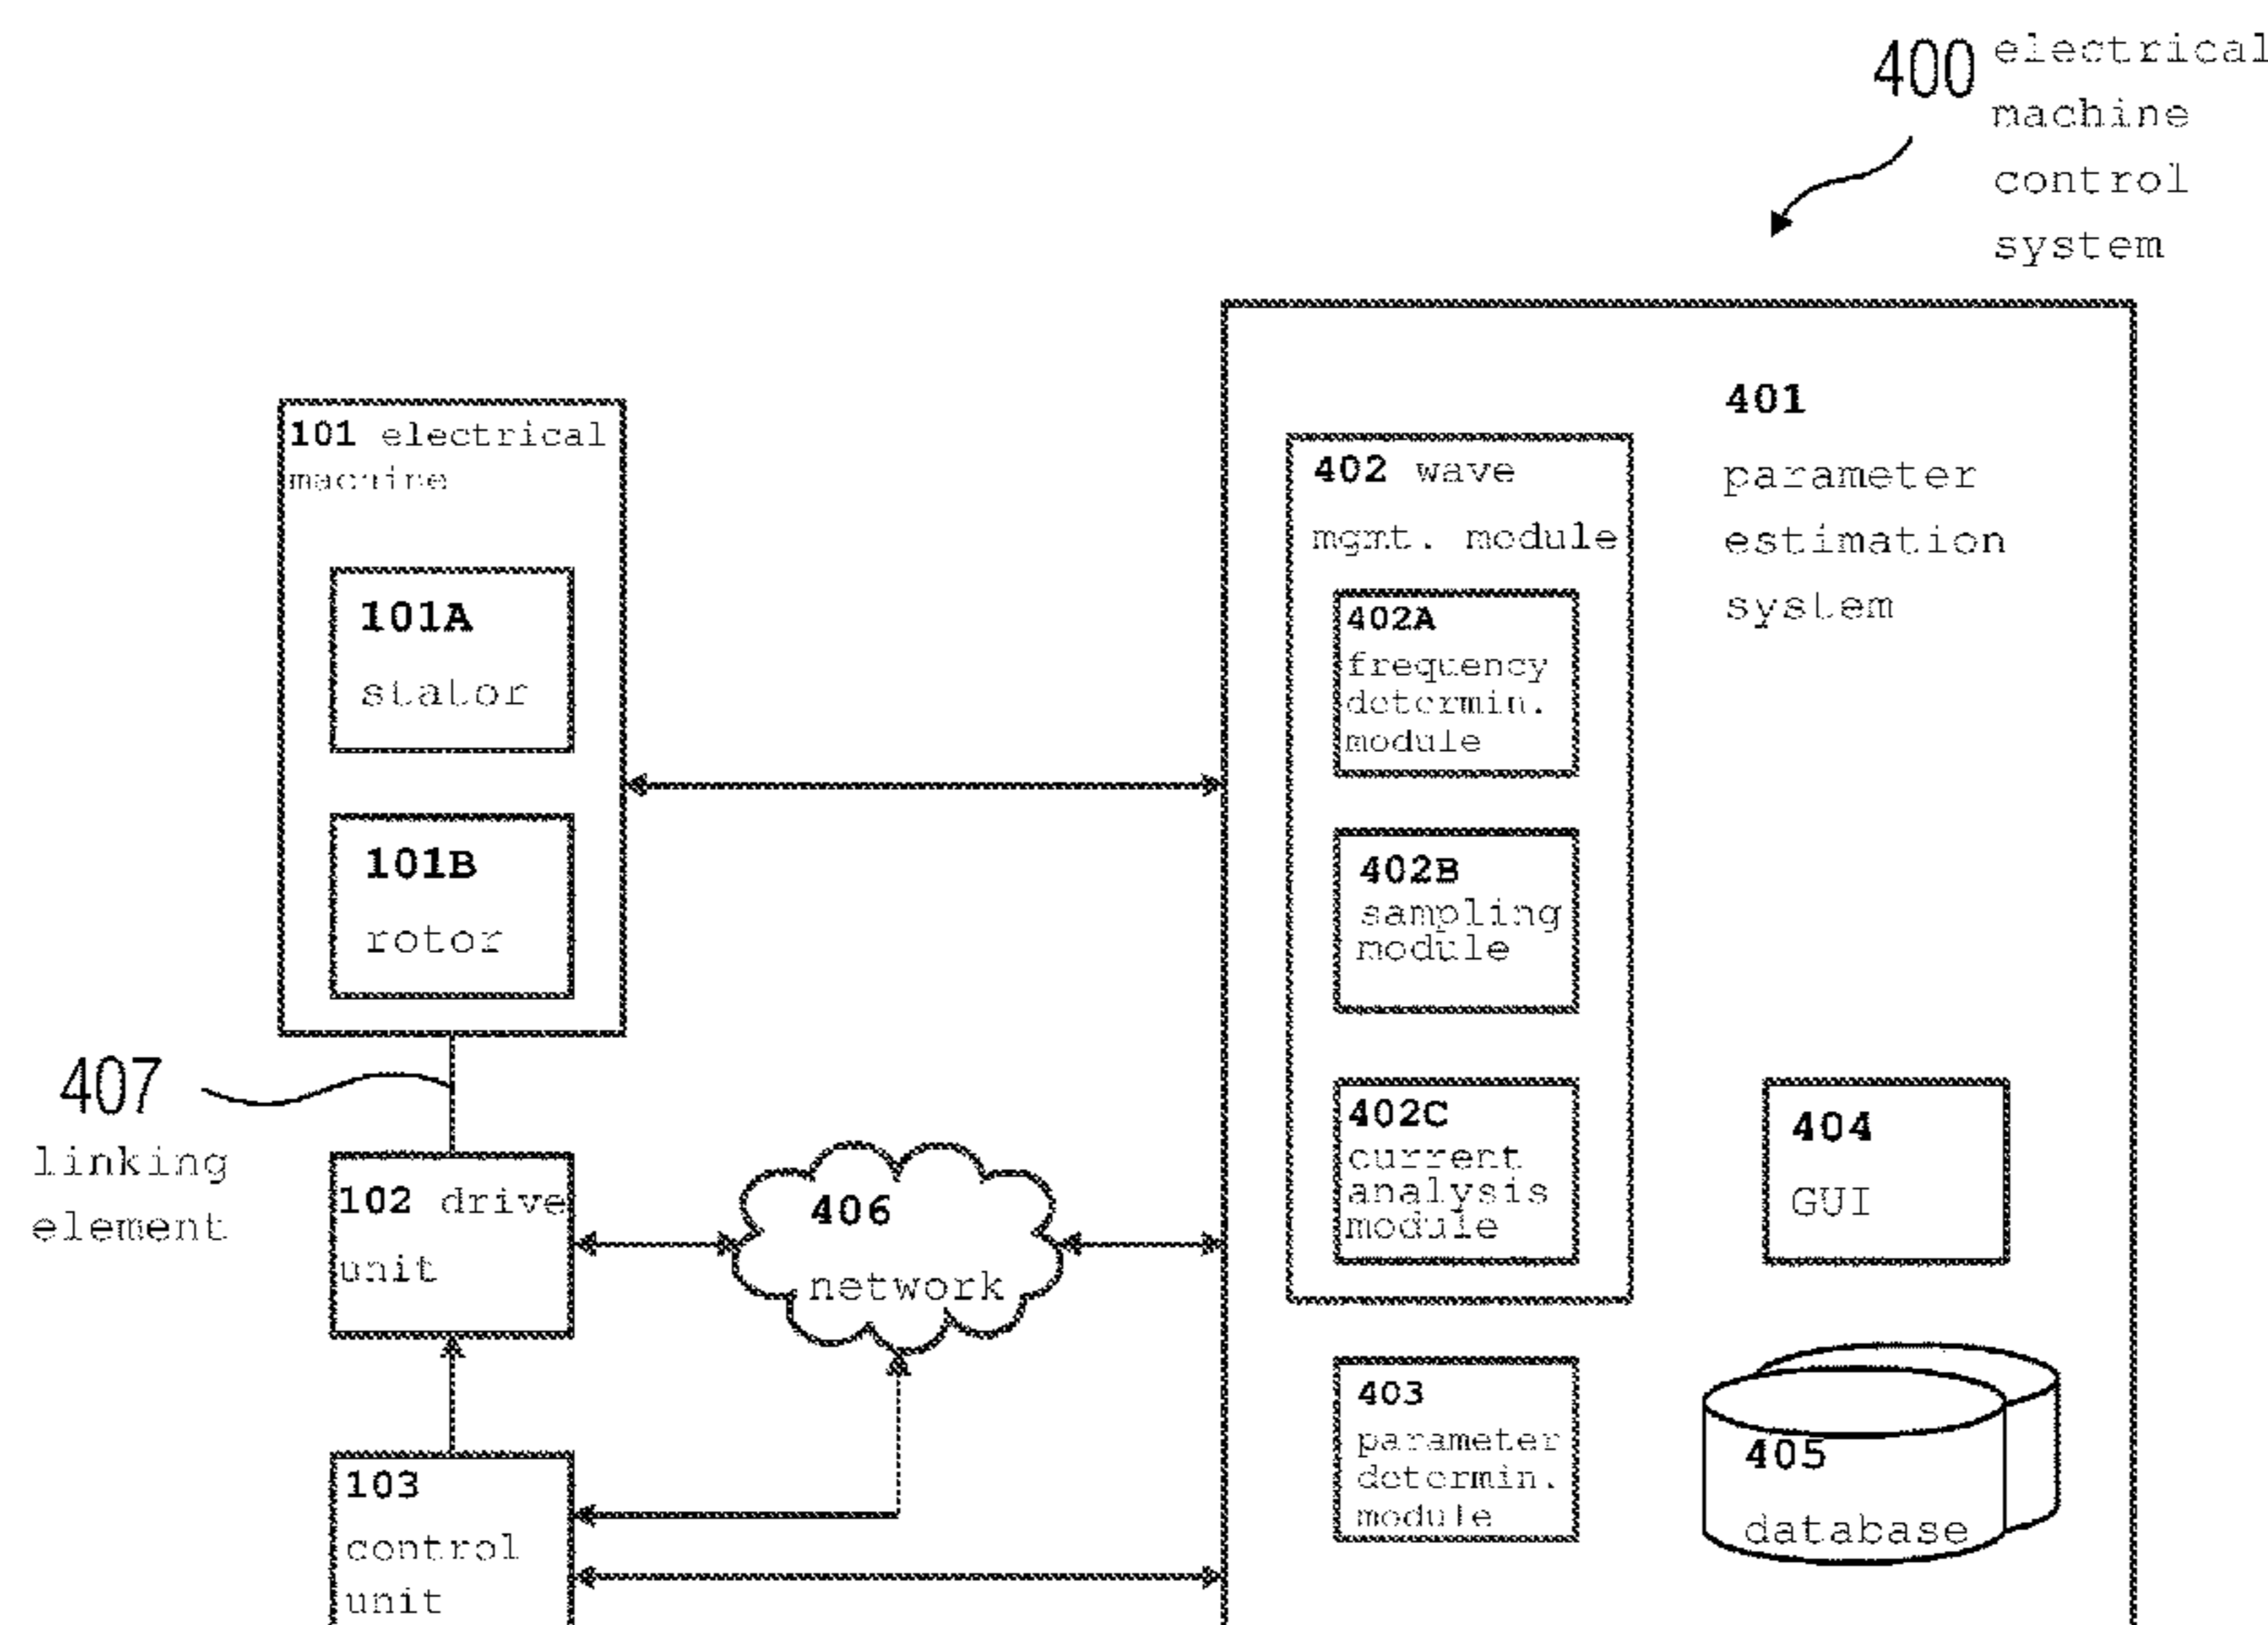 400 electrical
machine
control
system
401
parameter
estimation
system
101 electrical
machine
101A
stator
101B
rotor
402 wave
mgmt. module
402A
frequency
determin.
module
402B
sampling
module
402C
current
analysis
module
407
linking
element
102 drive
unit
406
network
404
GUI
103
control
unit
403
parameter
determin.
module
405
database